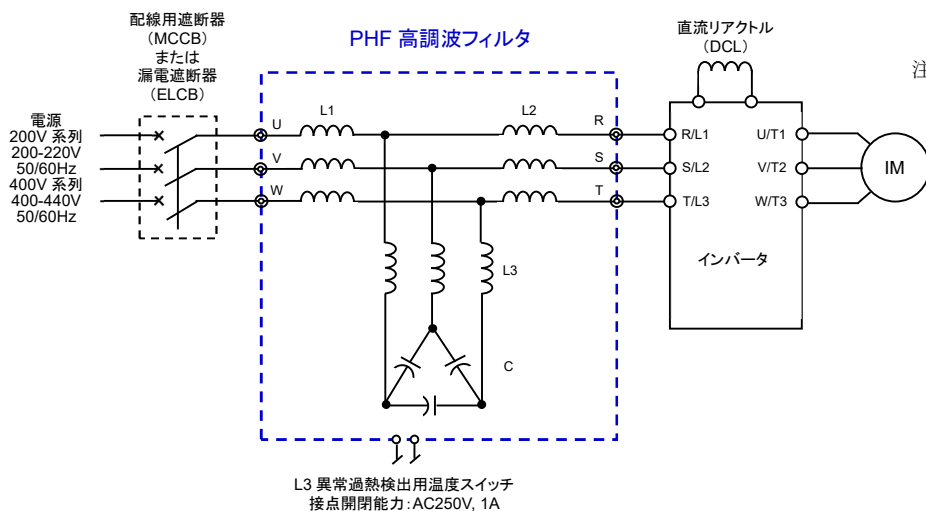 配線用遮断器
（MCCB）
または
漏電遮断器
（ELCB）
PHF 高調波フィルタ
直流リアクトル
（DCL）
注
電源
200V 系列
200-220V
50/60Hz
400V 系列
400-440V
50/60Hz
U
L1
L2
R
V
S
W
T
R/L1
U/T1
S/L2
V/T2
T/L3
W/T3
IM
インバータ
L3
C
L3 異常過熱検出用温度スイッチ
接点開閉能力：AC250V, 1A